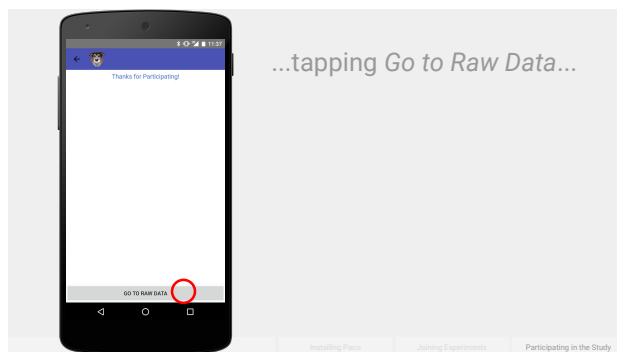 11:37
Thanks for Participating!
...tapping Go to Raw Data...
GO TO RAW DATA
Installing Paco
Joining Experiments
Participating in the Study